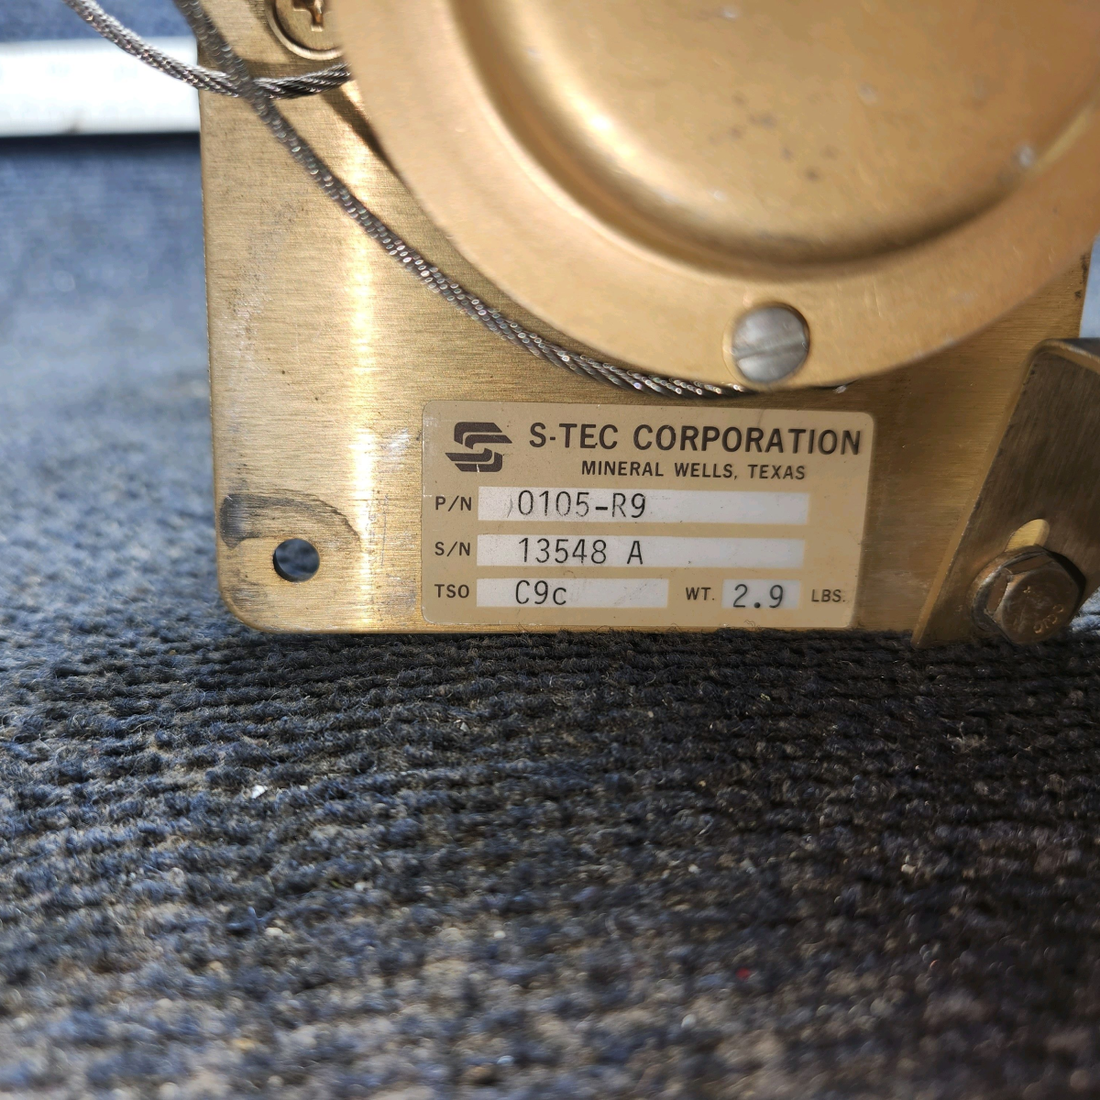 S-TEC CORPORATION
MINERAL WELLS, TEXAS
P/N 0105-R9
S/N 13548 A
TSO C9c WT. 2.9 LBS.